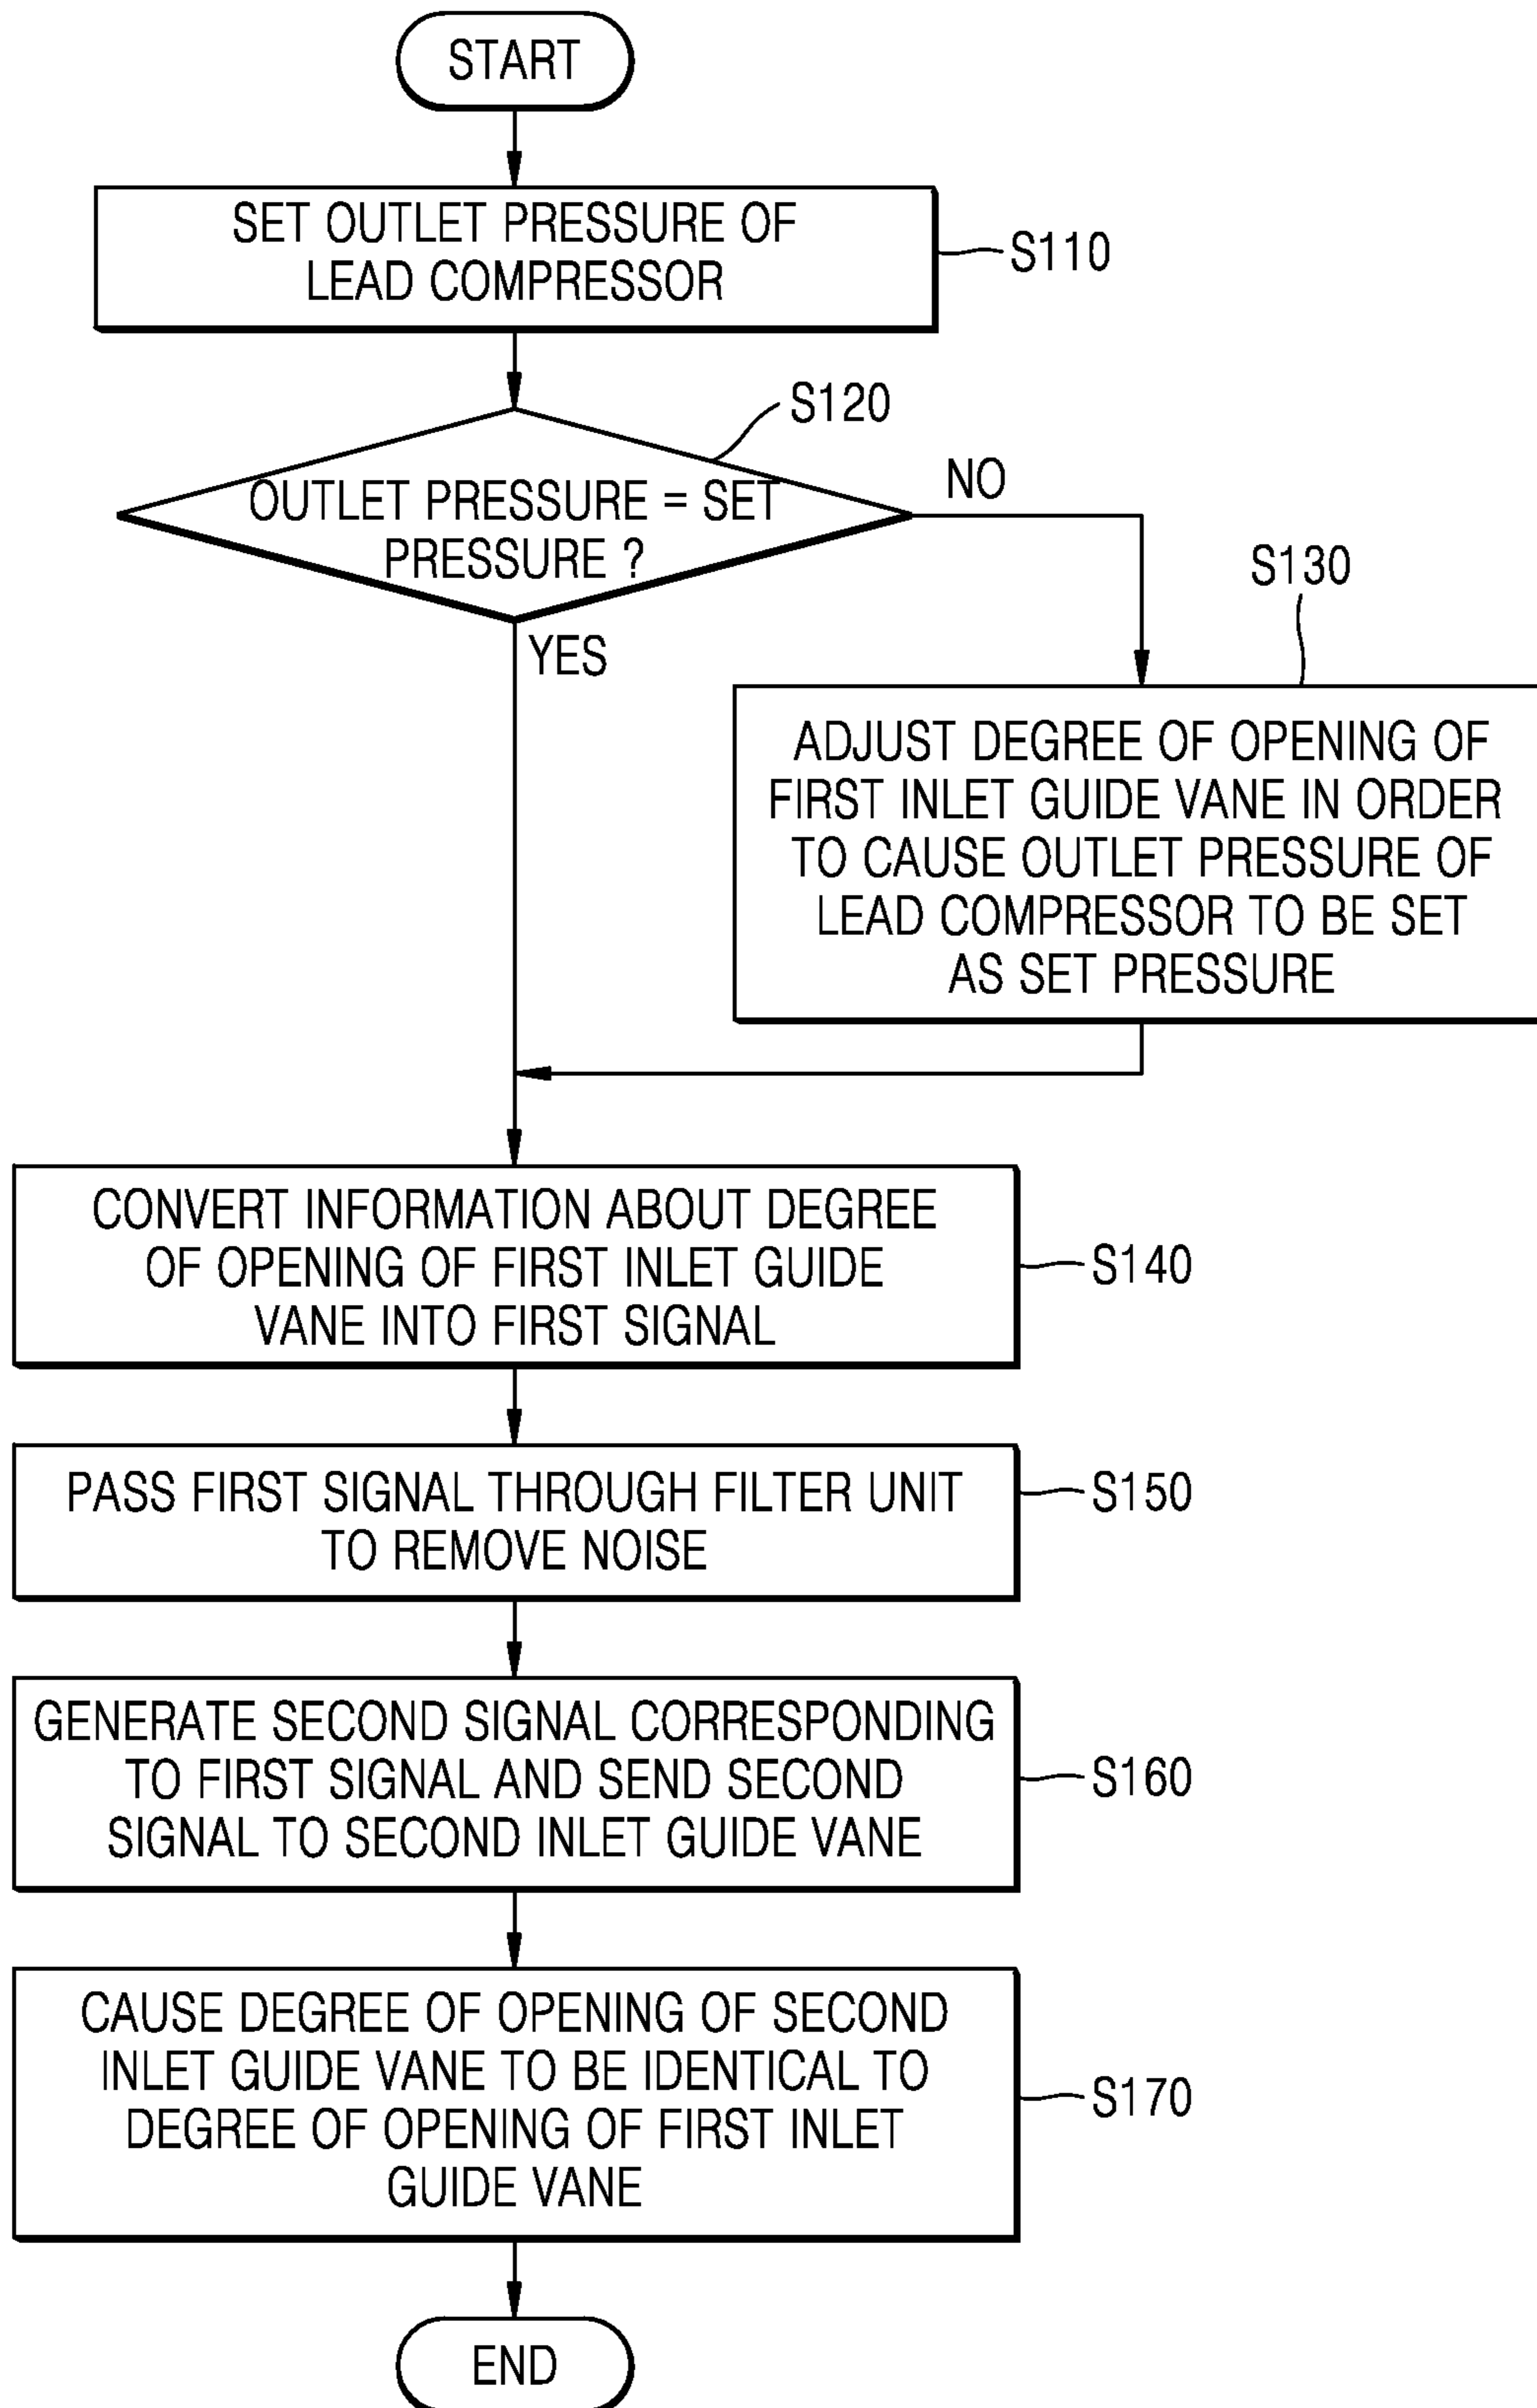 START
SET OUTLET PRESSURE OF
LEAD COMPRESSOR
S110
S120
OUTLET PRESSURE = SET
PRESSURE ?
NO
YES
S130
ADJUST DEGREE OF OPENING OF
FIRST INLET GUIDE VANE IN ORDER
TO CAUSE OUTLET PRESSURE OF
LEAD COMPRESSOR TO BE SET
AS SET PRESSURE
CONVERT INFORMATION ABOUT DEGREE
OF OPENING OF FIRST INLET GUIDE
VANE INTO FIRST SIGNAL
S140
PASS FIRST SIGNAL THROUGH FILTER UNIT
TO REMOVE NOISE
S150
GENERATE SECOND SIGNAL CORRESPONDING
TO FIRST SIGNAL AND SEND SECOND
SIGNAL TO SECOND INLET GUIDE VANE
S160
CAUSE DEGREE OF OPENING OF SECOND
INLET GUIDE VANE TO BE IDENTICAL TO
DEGREE OF OPENING OF FIRST INLET
GUIDE VANE
S170
END